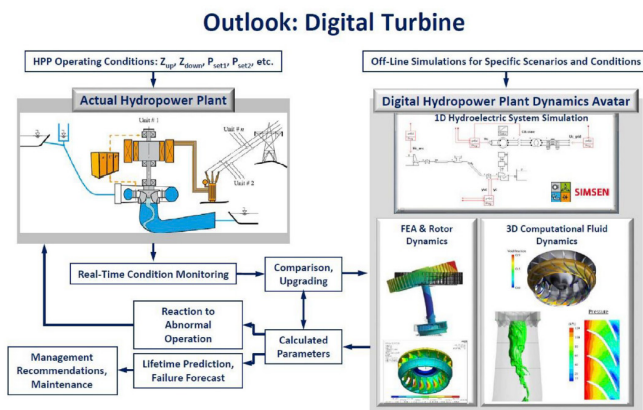 Outlook: Digital Turbine
HPP Operating Conditions: Zup, Zdown, Pset1, Pset2, etc.
Off-Line Simulations for Specific Scenarios and Conditions
Actual Hydropower Plant
Digital Hydropower Plant Dynamics Avatar
Unit # 1
Unit # n
Unit # 2
1D Hydroelectric System Simulation
SIMSEN
FEA & Rotor
Dynamics
3D Computational Fluid
Dynamics
Pressure
Real-Time Condition Monitoring
Comparison,
Upgrading
Reaction to
Abnormal
Operation
Calculated
Parameters
Management
Recommendations,
Maintenance
Lifetime Prediction,
Failure Forecast